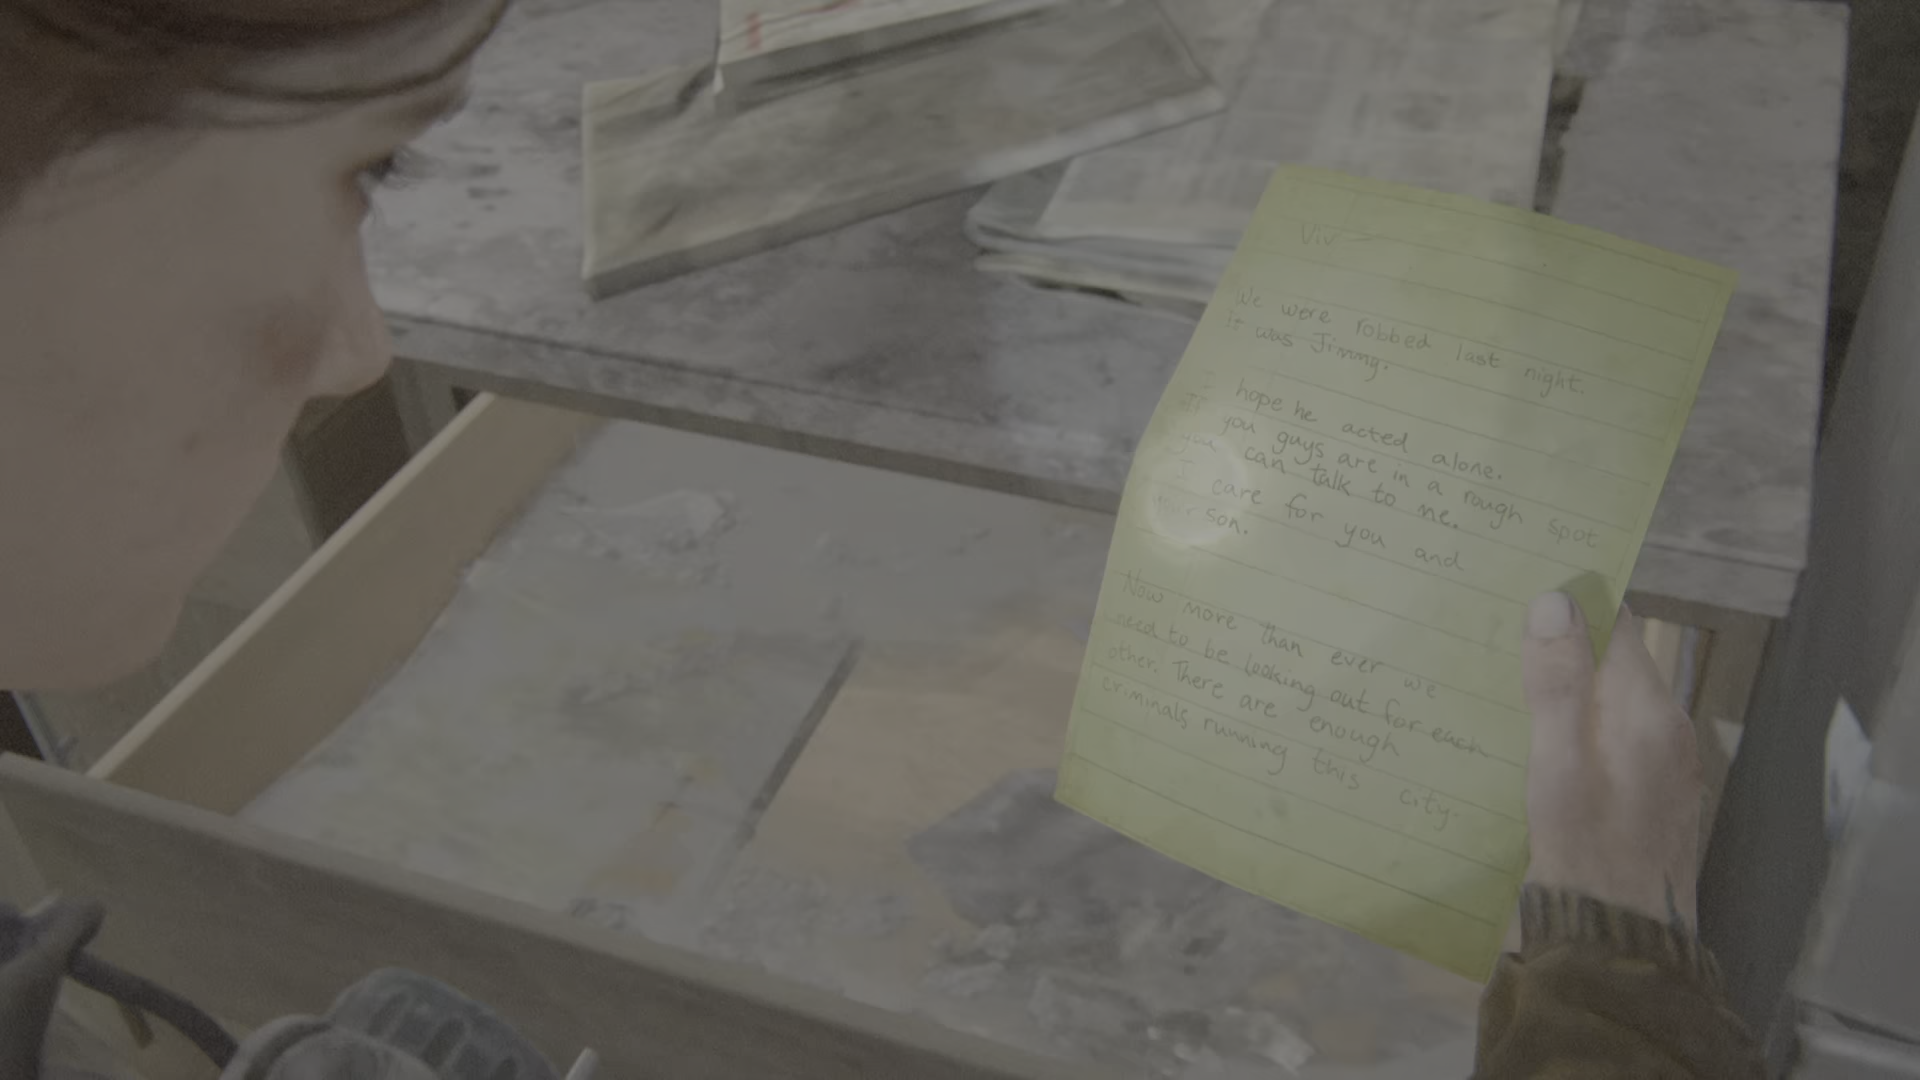 Viv —
We were robbed last night.
It was Jimmy.
I hope he acted alone.
If you guys are in a rough spot
you can talk to me.
I care for you and
your son.
Now more than ever we
need to be looking out for each
other. There are enough
criminals running this city.